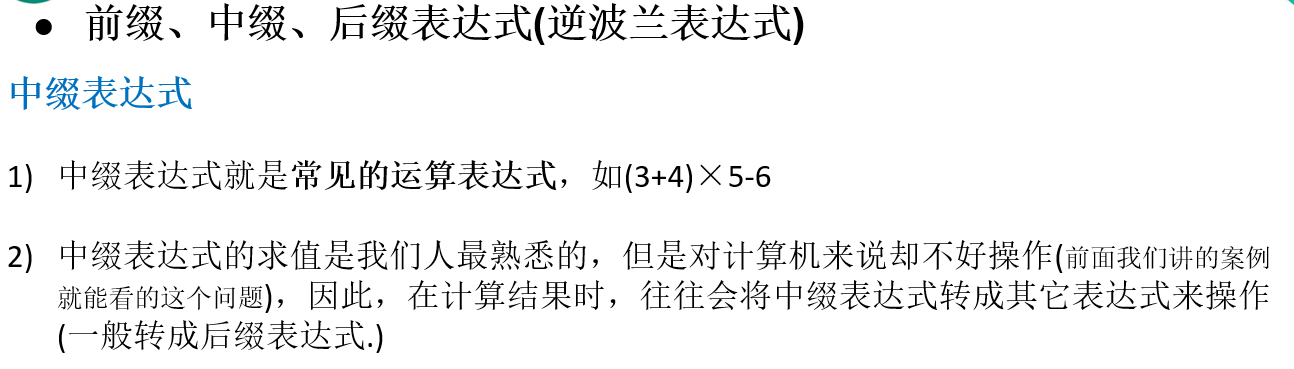 ● 前缀、中缀、后缀表达式(逆波兰表达式)
中缀表达式
1) 中缀表达式就是常见的运算表达式，如(3+4)×5-6
2) 中缀表达式的求值是我们人最熟悉的，但是对计算机来说却不好操作(前面我们讲的案例
就能看的这个问题)，因此，在计算结果时，往往会将中缀表达式转成其它表达式来操作
(一般转成后缀表达式.)